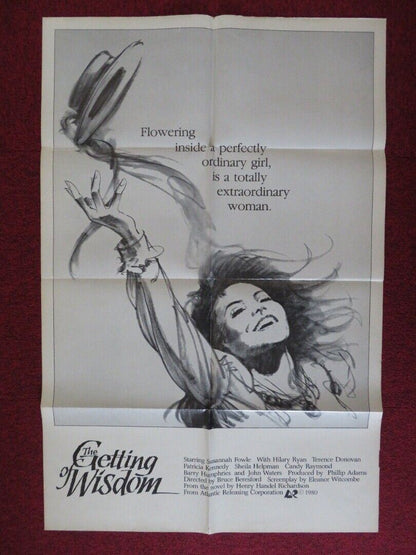 Flowering
inside a perfectly
ordinary girl,
is a totally
extraordinary
woman.
The
Getting
of Wisdom
Starring Susannah Fowle With Hilary Ryan Terence Donovan
Patricia Kennedy Sheila Helpman Candy Raymond
Barry Humphries and John Waters Produced by Phillip Adams
Directed by Bruce Beresford Screenplay by Eleanor Witcombe
From the novel by Henry Handel Richardson
From Atlantic Releasing Corporation © 1980